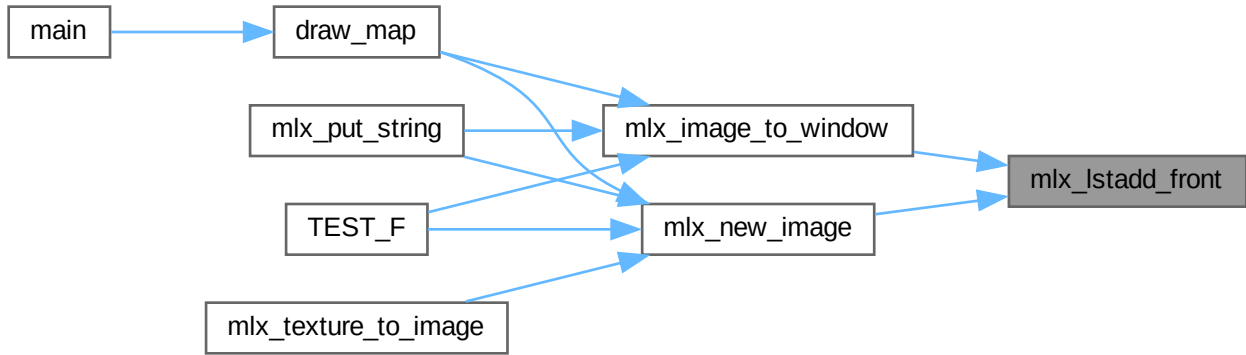 main
draw_map
mlx_put_string
mlx_image_to_window
mlx_lstadd_front
TEST_F
mlx_new_image
mlx_texture_to_image